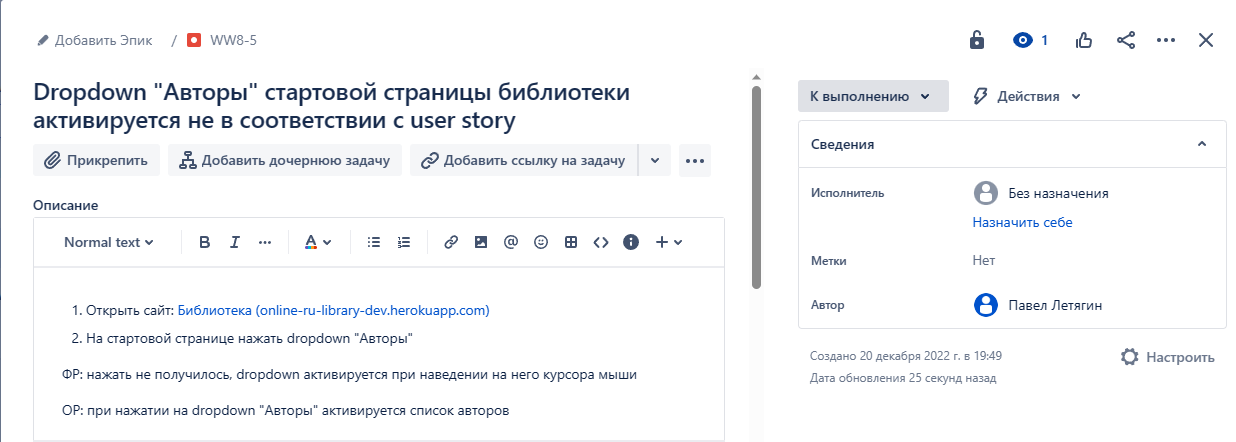 Добавить Эпик / WW8-5
1
Dropdown "Авторы" стартовой страницы библиотеки
активируется не в соответствии с user story
Прикрепить Добавить дочернюю задачу Добавить ссылку на задачу
Описание
Normal text B I A
1. Открыть сайт: Библиотека (online-ru-library-dev.herokuapp.com)
2. На стартовой странице нажать dropdown "Авторы"
ФР: нажать не получилось, dropdown активируется при наведении на него курсора мыши
ОР: при нажатии на dropdown "Авторы" активируется список авторов
К выполнению Действия
Сведения
Исполнитель Без назначения
Назначить себе
Метки Нет
Автор Павел Летягин
Создано 20 декабря 2022 г. в 19:49 Настроить
Дата обновления 25 секунд назад